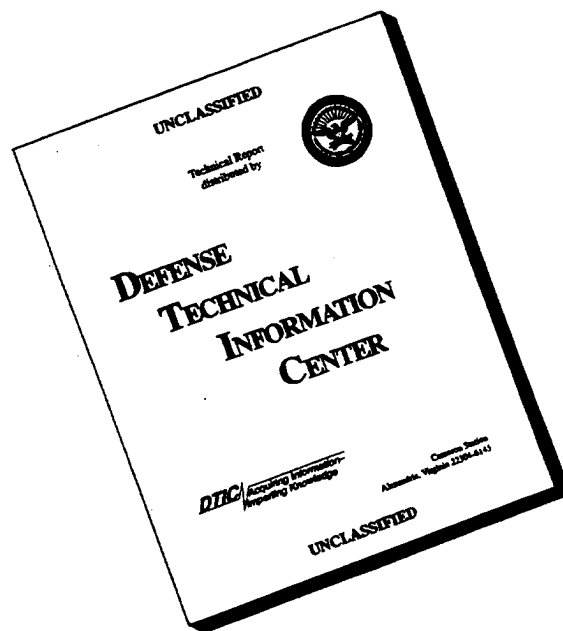 UNCLASSIFIED
Technical Report
distributed by
DEFENSE
TECHNICAL
INFORMATION
CENTER
DTIC
Acquiring Information—
Imparting Knowledge
Cameron Station
Alexandria, Virginia 22304-6145
UNCLASSIFIED